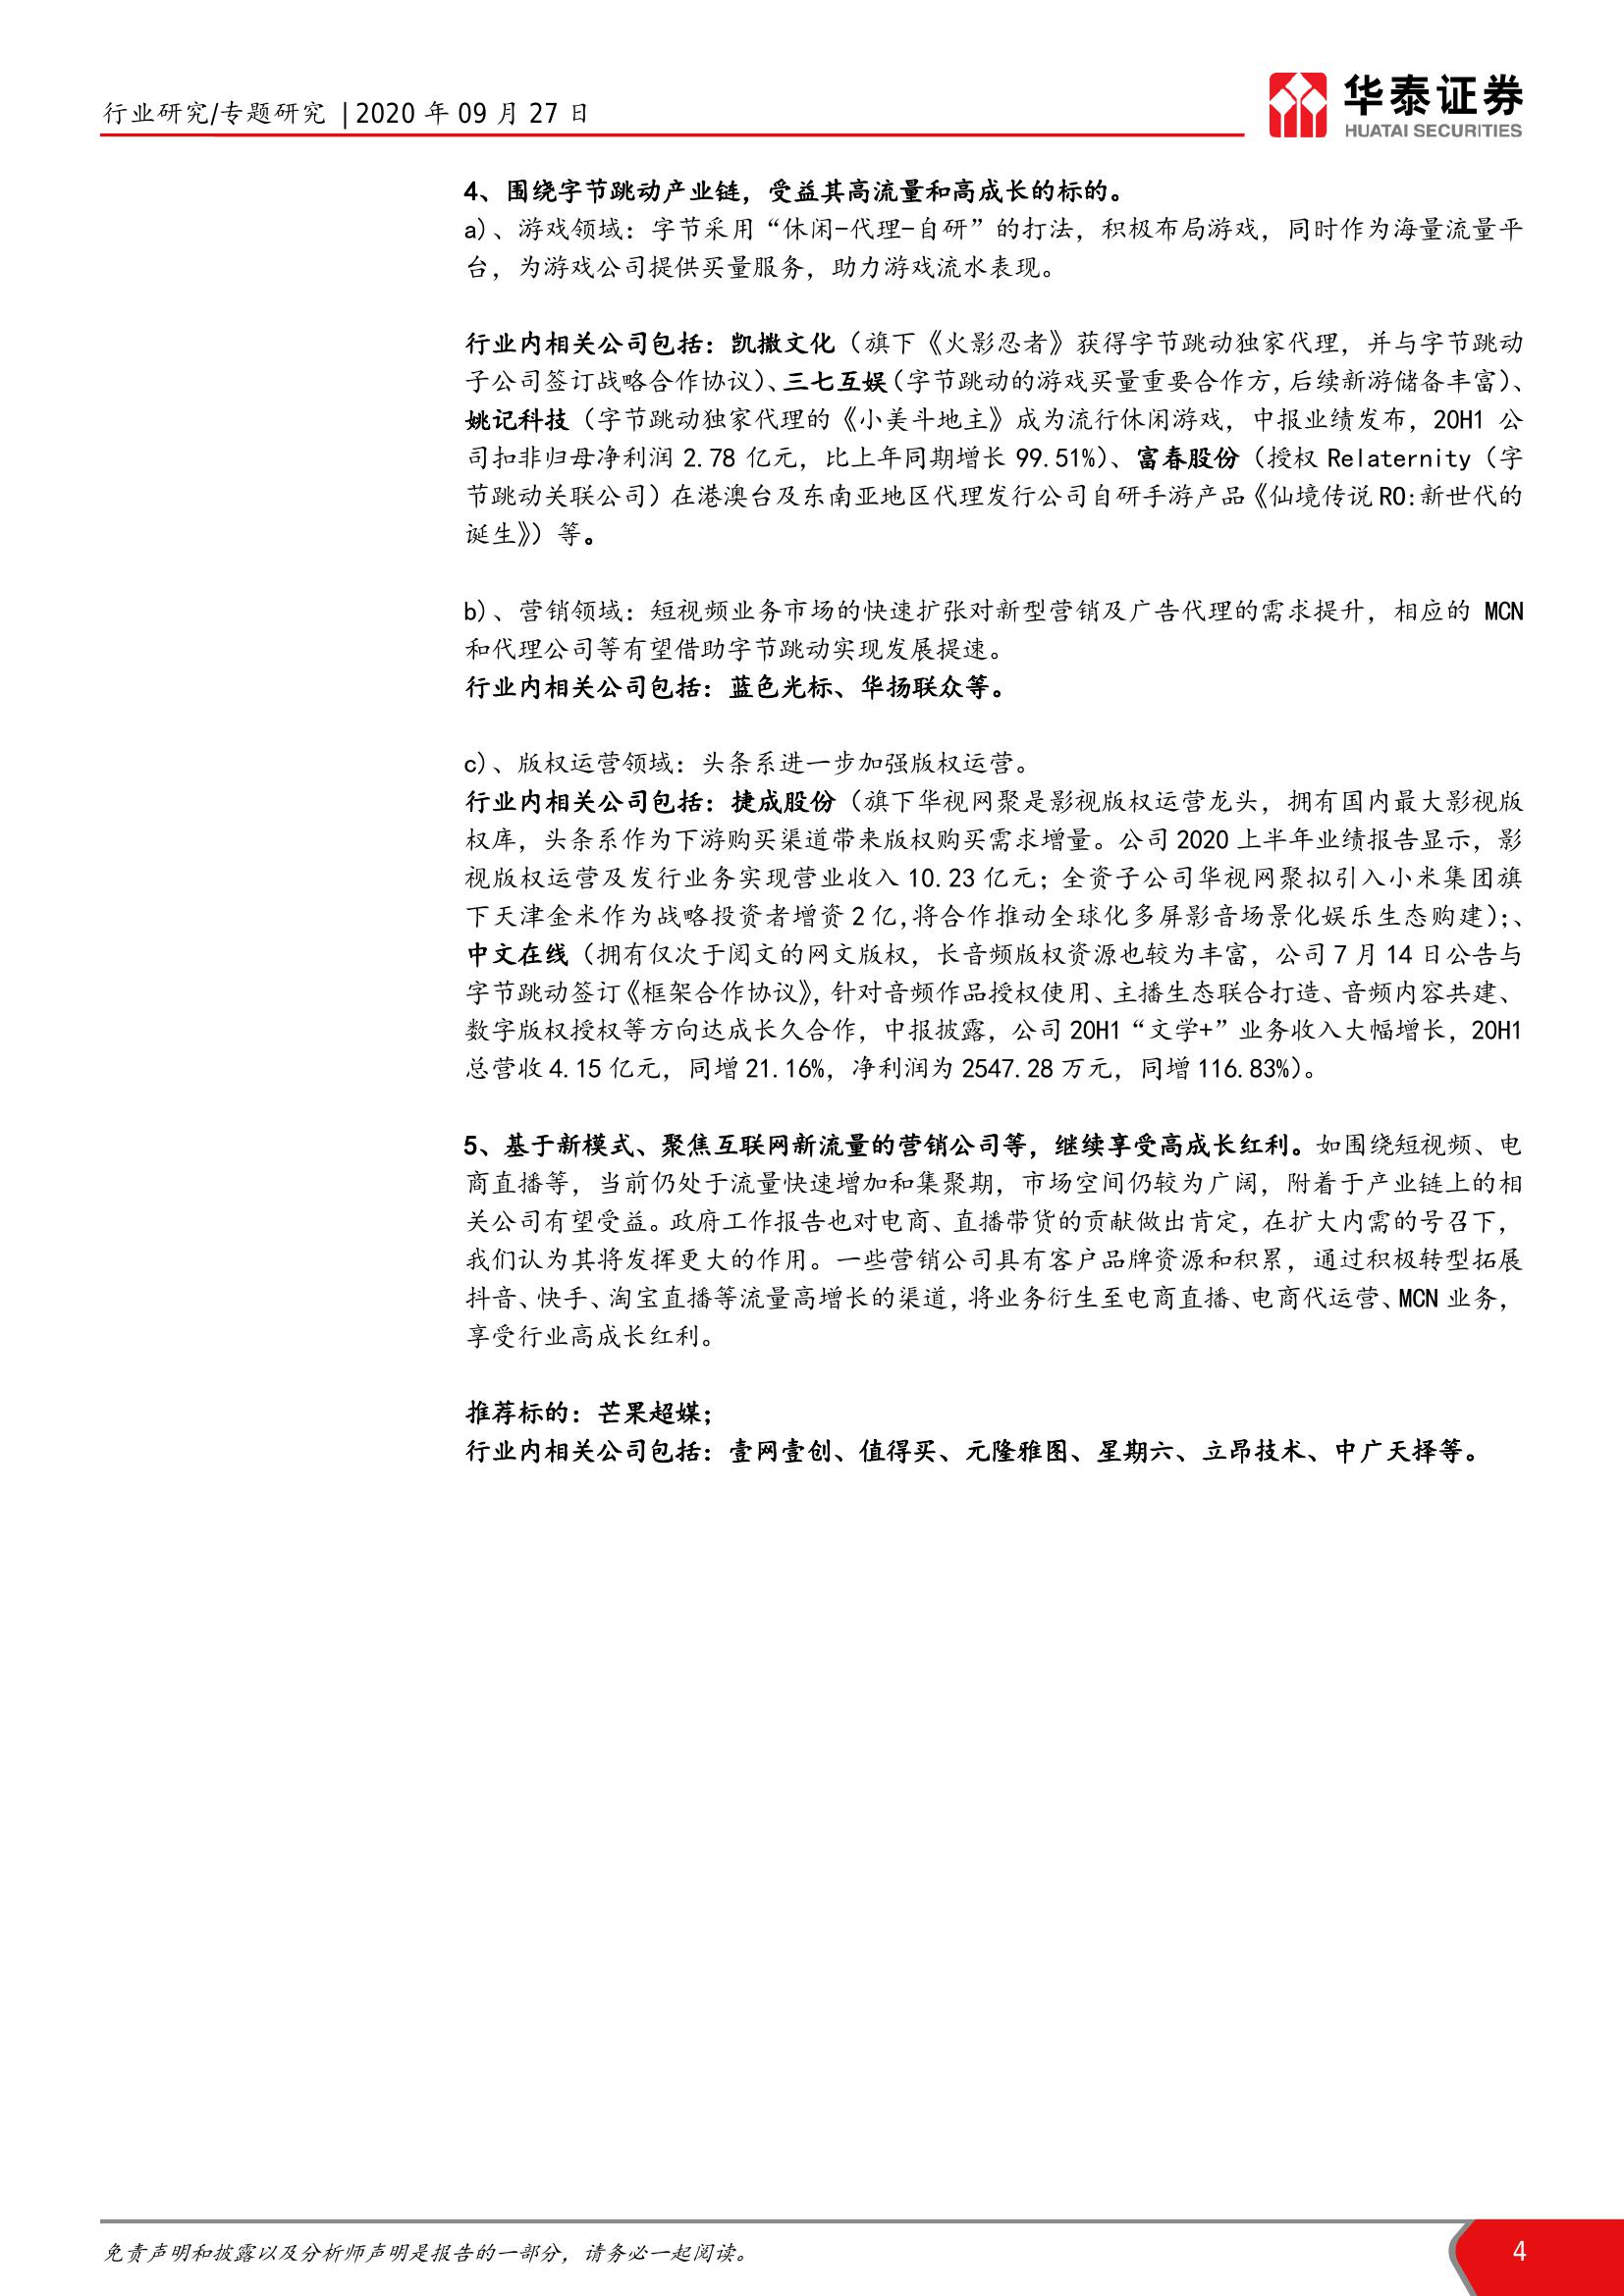 行业研究/专题研究 | 2020 年 09 月 27 日
华泰证券
HUATAI SECURITIES
4、围绕字节跳动产业链，受益其高流量和高成长的标的。
a)、游戏领域：字节采用“休闲-代理-自研”的打法，积极布局游戏，同时作为海量流量平
台，为游戏公司提供买量服务，助力游戏流水表现。
行业内相关公司包括：凯撒文化（旗下《火影忍者》获得字节跳动独家代理，并与字节跳动
子公司签订战略合作协议）、三七互娱（字节跳动的游戏买量重要合作方，后续新游储备丰富）、
姚记科技（字节跳动独家代理的《小美斗地主》成为流行休闲游戏，中报业绩发布，20H1 公
司扣非归母净利润 2.78 亿元，比上年同期增长 99.51%）、富春股份（授权 Relaternity（字
节跳动关联公司）在港澳台及东南亚地区代理发行公司自研手游产品《仙境传说 RO:新世代的
诞生》）等。
b)、营销领域：短视频业务市场的快速扩张对新型营销及广告代理的需求提升，相应的 MCN
和代理公司等有望借助字节跳动实现发展提速。
行业内相关公司包括：蓝色光标、华扬联众等。
c)、版权运营领域：头条系进一步加强版权运营。
行业内相关公司包括：捷成股份（旗下华视网聚是影视版权运营龙头，拥有国内最大影视版
权库，头条系作为下游购买渠道带来版权购买需求增量。公司 2020 上半年业绩报告显示，影
视版权运营及发行业务实现营业收入 10.23 亿元；全资子公司华视网聚拟引入小米集团旗
下天津金米作为战略投资者增资 2 亿,将合作推动全球化多屏影音场景化娱乐生态购建）；、
中文在线（拥有仅次于阅文的网文版权，长音频版权资源也较为丰富，公司 7 月 14 日公告与
字节跳动签订《框架合作协议》，针对音频作品授权使用、主播生态联合打造、音频内容共建、
数字版权授权等方向达成长久合作，中报披露，公司 20H1“文学+”业务收入大幅增长，20H1
总营收 4.15 亿元，同增 21.16%，净利润为 2547.28 万元，同增 116.83%）。
5、基于新模式、聚焦互联网新流量的营销公司等，继续享受高成长红利。如围绕短视频、电
商直播等，当前仍处于流量快速增加和集聚期，市场空间仍较为广阔，附着于产业链上的相
关公司有望受益。政府工作报告也对电商、直播带货的贡献做出肯定，在扩大内需的号召下，
我们认为其将发挥更大的作用。一些营销公司具有客户品牌资源和积累，通过积极转型拓展
抖音、快手、淘宝直播等流量高增长的渠道，将业务衍生至电商直播、电商代运营、MCN 业务，
享受行业高成长红利。
推荐标的：芒果超媒；
行业内相关公司包括：壹网壹创、值得买、元隆雅图、星期六、立昂技术、中广天择等。
免责声明和披露以及分析师声明是报告的一部分，请务必一起阅读。
4